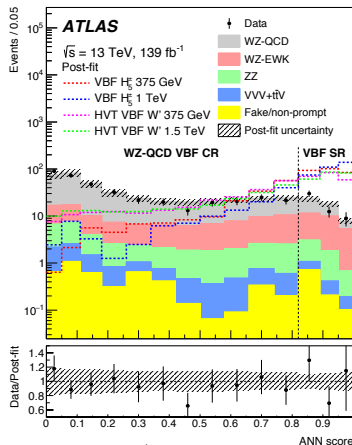 Events / 0.05
10⁵
10⁴
10³
10²
10
1
10⁻¹
ATLAS
√s = 13 TeV, 139 fb⁻¹
Post-fit
VBF H₅± 375 GeV
VBF H₅± 1 TeV
HVT VBF W' 375 GeV
HVT VBF W' 1.5 TeV
Data
WZ-QCD
WZ-EWK
ZZ
VVV+tt̄V
Fake/non-prompt
Post-fit uncertainty
WZ-QCD VBF CR
VBF SR
Data/Post-fit
1.4
1.2
1.0
0.8
0.6
0 0.1 0.2 0.3 0.4 0.5 0.6 0.7 0.8 0.9
ANN score